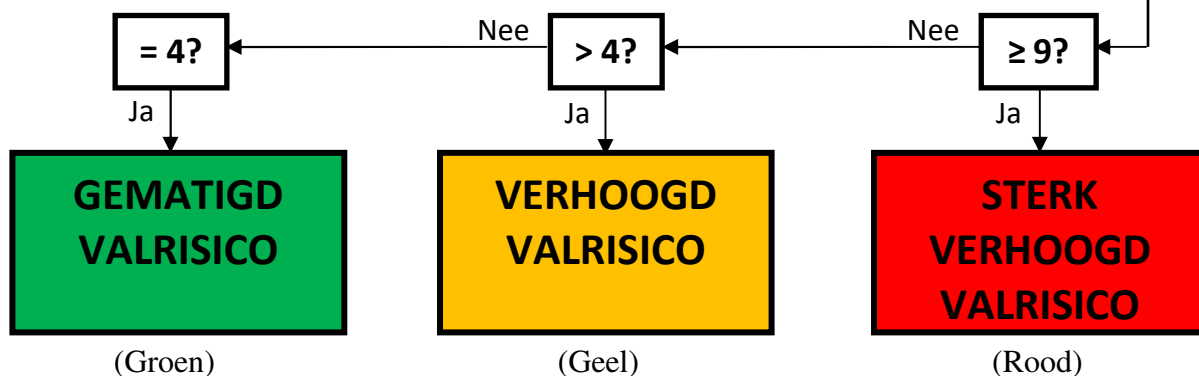 = 4?
Nee
> 4?
Nee
≥ 9?
Ja
Ja
Ja
GEMATIGD
VALRISICO
VERHOOGD
VALRISICO
STERK
VERHOOGD
VALRISICO
(Groen)
(Geel)
(Rood)